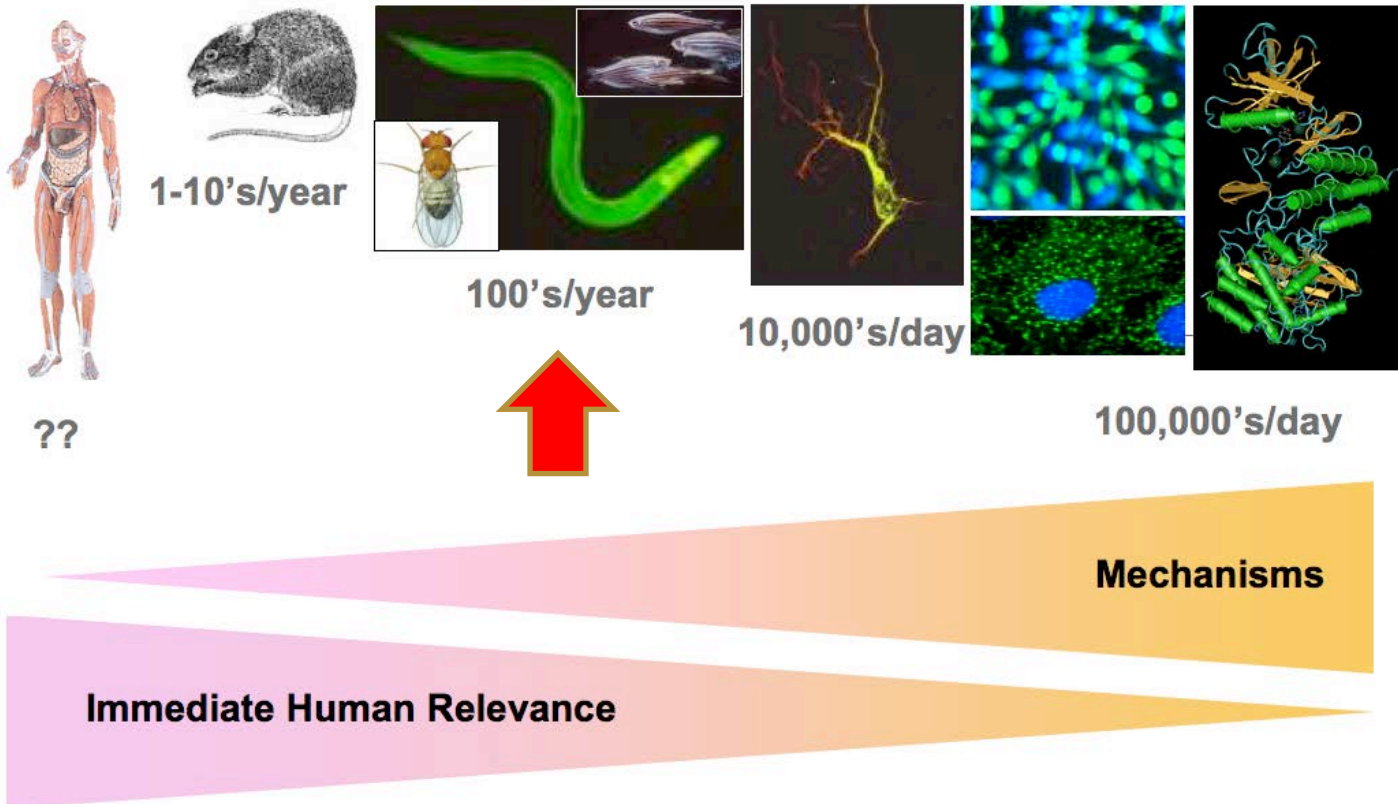 1-10’s/year
100’s/year
10,000’s/day
100,000’s/day
??
Mechanisms
Immediate Human Relevance